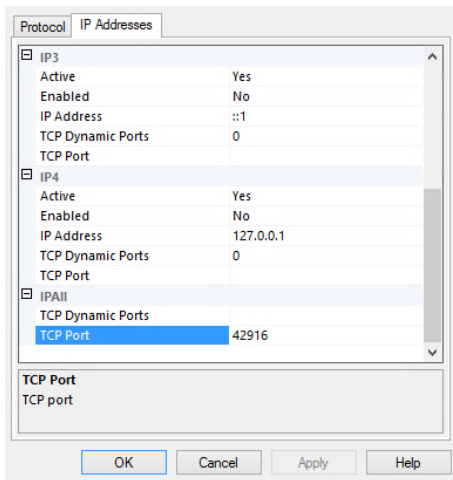 Protocol IP Addresses
IP3
Active Yes
Enabled No
IP Address ::1
TCP Dynamic Ports 0
TCP Port
IP4
Active Yes
Enabled No
IP Address 127.0.0.1
TCP Dynamic Ports 0
TCP Port
IPAll
TCP Dynamic Ports
TCP Port 42916
TCP Port
TCP port
OK Cancel Apply Help